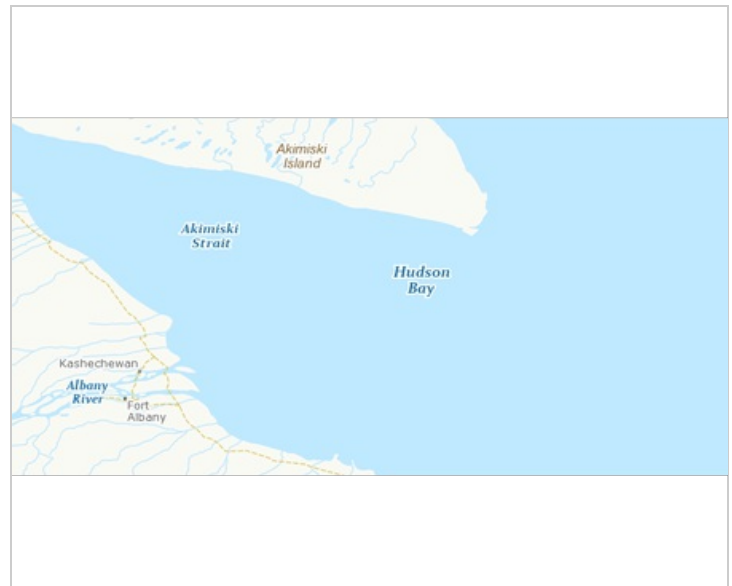 Akimiski
Island
Akimiski
Strait
Hudson
Bay
Kashechewan
Albany
River
Fort
Albany